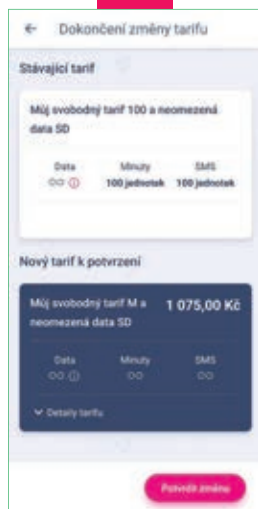 ← Dokončení změny tarifu
Stávající tarif
Můj svobodný tarif 100 a neomezená
data SD
Data Minuty SMS
∞ 100 jednotek 100 jednotek
Nový tarif k potvrzení
Můj svobodný tarif M a 1 075,00 Kč
neomezená data SD
Data Minuty SMS
∞ ∞ ∞
Detaily tarifu
Potvrdit změnu